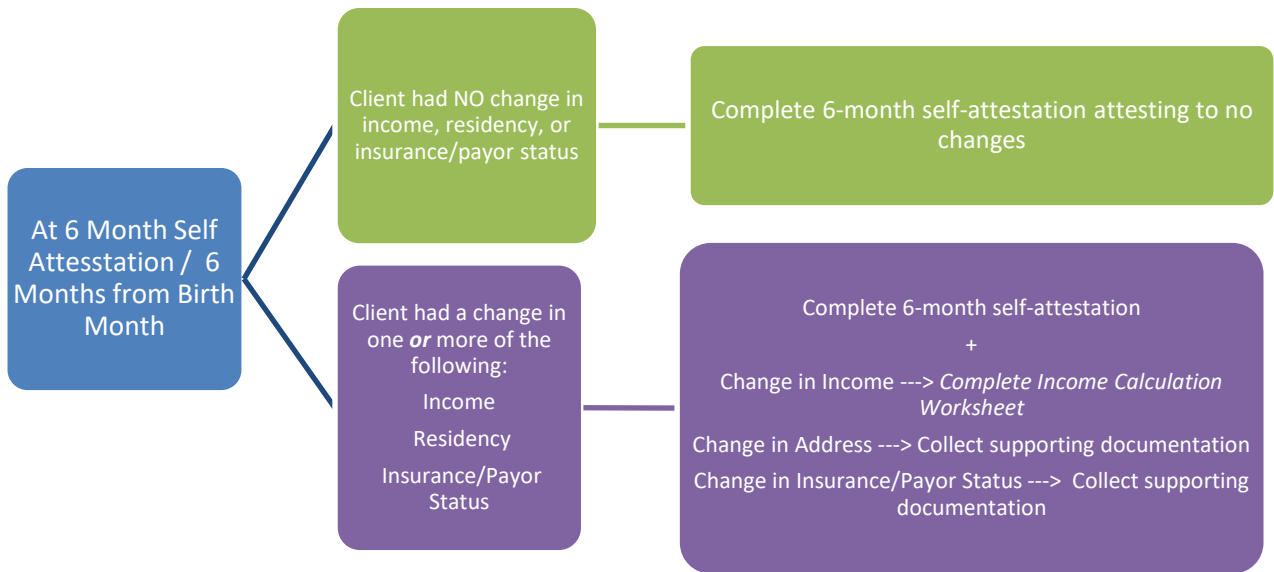 At 6 Month Self
Attesstation / 6
Months from Birth
Month
Client had NO change in
income, residency, or
insurance/payor status
Complete 6-month self-attestation attesting to no
changes
Client had a change in
one or more of the
following:
Income
Residency
Insurance/Payor
Status
Complete 6-month self-attestation
+
Change in Income ---> Complete Income Calculation
Worksheet
Change in Address ---> Collect supporting documentation
Change in Insurance/Payor Status ---> Collect supporting
documentation